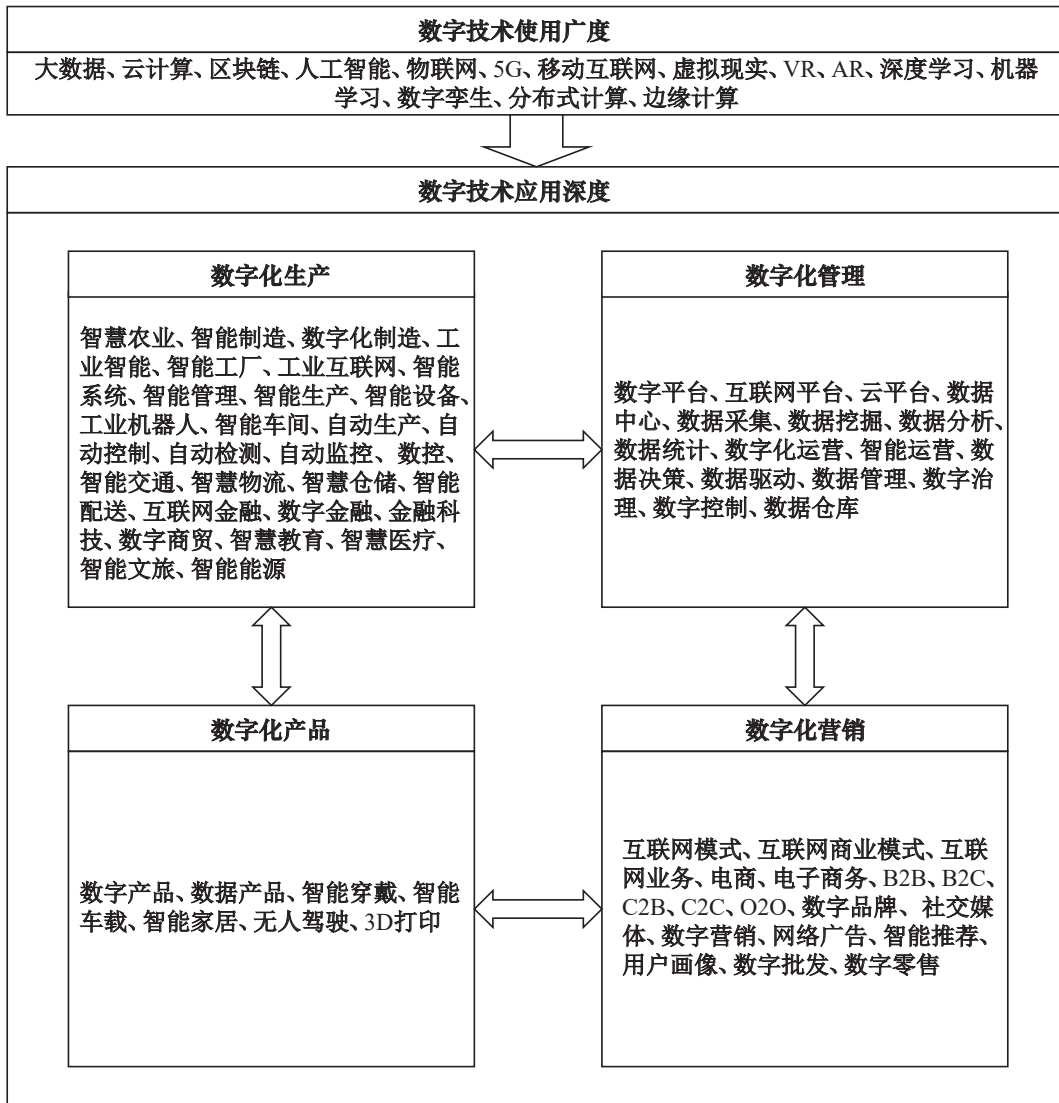 数字技术使用广度
大数据、云计算、区块链、人工智能、物联网、5G、移动互联网、虚拟现实、VR、AR、深度学习、机器
学习、数字孪生、分布式计算、边缘计算
数字技术应用深度
数字化生产
智慧农业、智能制造、数字化制造、工
业智能、智能工厂、工业互联网、智能
系统、智能管理、智能生产、智能设备、
工业机器人、智能车间、自动生产、自
动控制、自动检测、自动监控、数控、
智能交通、智慧物流、智慧仓储、智能
配送、互联网金融、数字金融、金融科
技、数字商贸、智慧教育、智慧医疗、
智能文旅、智能能源
数字化管理
数字平台、互联网平台、云平台、数据
中心、数据采集、数据挖掘、数据分析、
数据统计、数字化运营、智能运营、数
据决策、数据驱动、数据管理、数字治
理、数字控制、数据仓库
数字化产品
数字产品、数据产品、智能穿戴、智能
车载、智能家居、无人驾驶、3D打印
数字化营销
互联网模式、互联网商业模式、互联
网业务、电商、电子商务、B2B、B2C、
C2B、C2C、O2O、数字品牌、社交媒
体、数字营销、网络广告、智能推荐、
用户画像、数字批发、数字零售